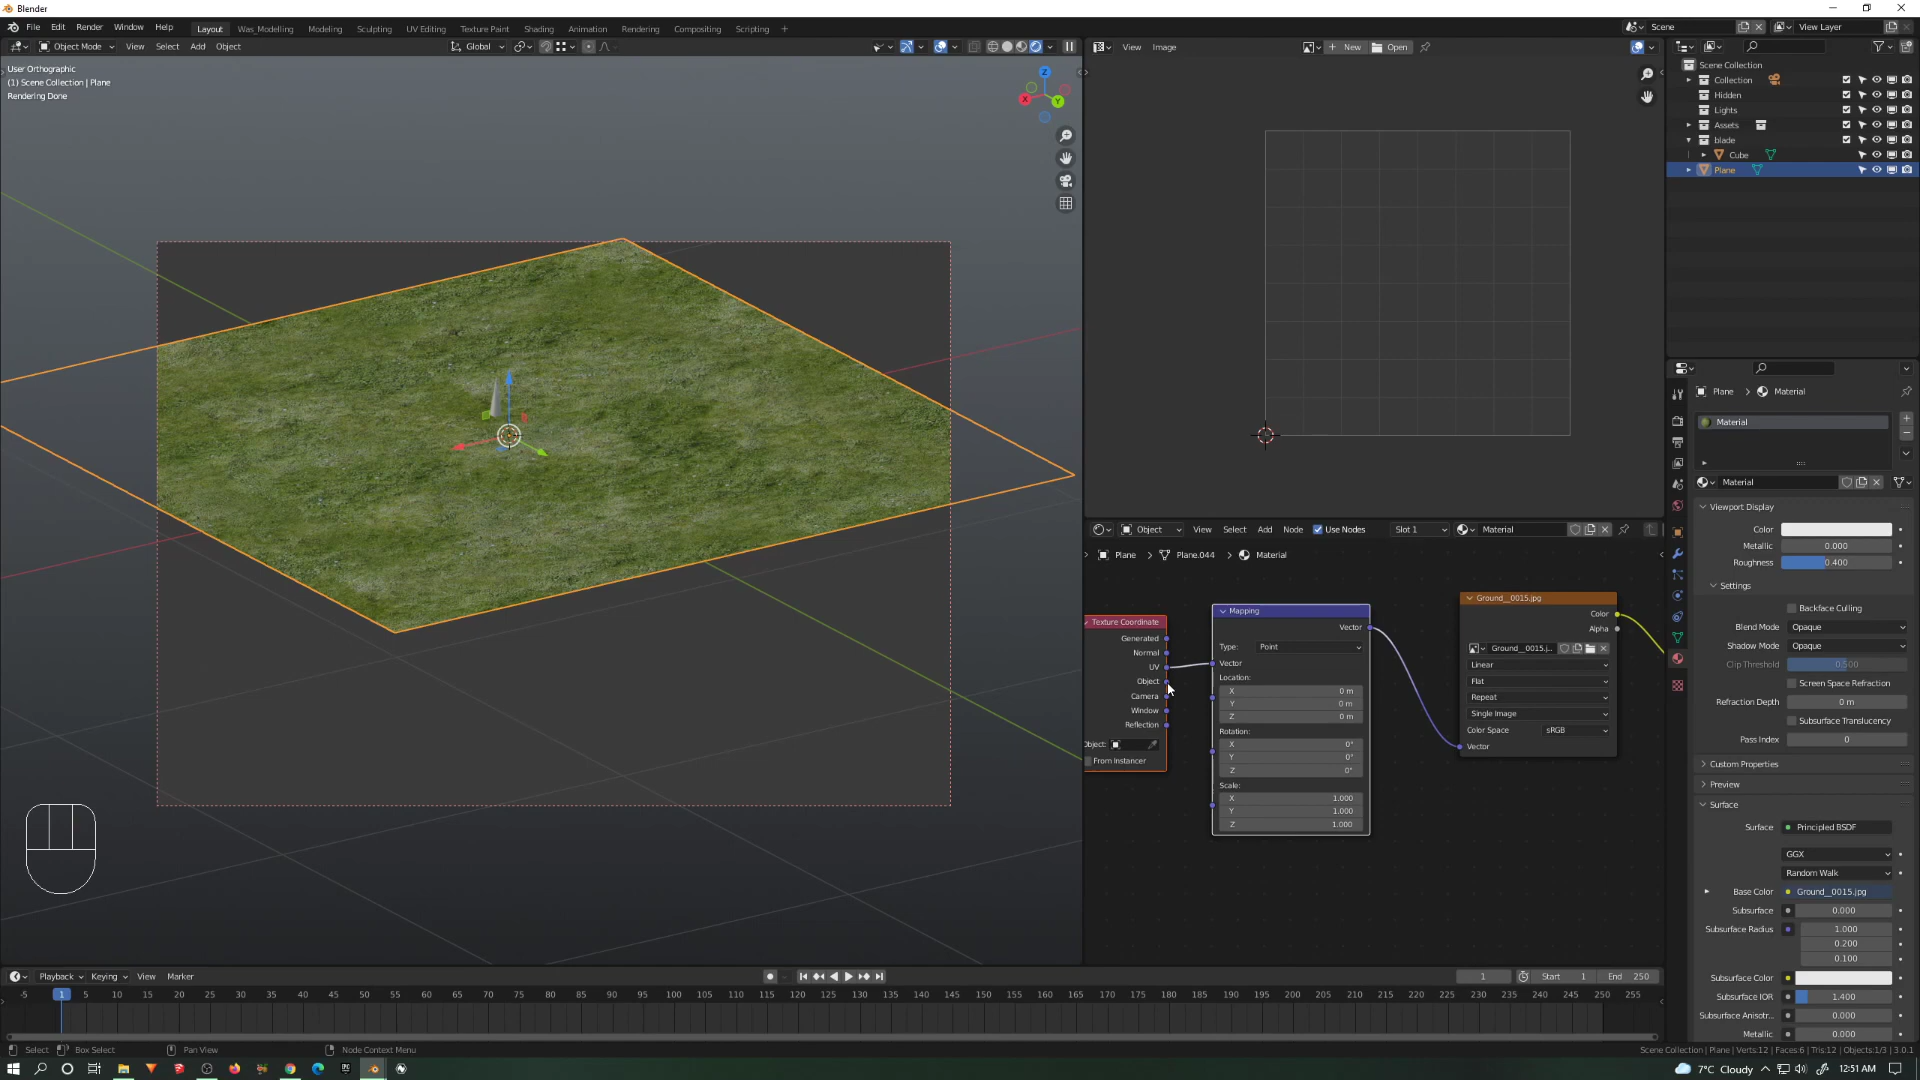 Blender
File Edit Render Window Help
Layout Was_Modelling Modeling Sculpting UV Editing Texture Paint Shading Animation Rendering Compositing Scripting +
Scene
View Layer
Object Mode View Select Add Object
Global
View Image
New Open
User Orthographic
(1) Scene Collection | Plane
Rendering Done
Z
X
Y
Scene Collection
Collection
Hidden
Lights
Assets
blade
Cube
Plane
Plane > Material
Material
Material
Viewport Display
Color
Metallic 0.000
Roughness 0.400
Settings
Backface Culling
Blend Mode Opaque
Shadow Mode Opaque
Clip Threshold 0.500
Screen Space Refraction
Refraction Depth 0 m
Subsurface Translucency
Pass Index 0
Custom Properties
Preview
Surface
Surface Principled BSDF
GGX
Random Walk
Base Color Ground__0015.jpg
Subsurface 0.000
Subsurface Radius 1.000
0.200
0.100
Subsurface Color
Subsurface IOR 1.400
Subsurface Anisotr... 0.000
Metallic 0.000
Object View Select Add Node Use Nodes Slot 1 Material
Plane > Plane.044 > Material
Texture Coordinate
Generated
Normal
UV
Object
Camera
Window
Reflection
Object:
From Instancer
Mapping
Vector
Type: Point
Vector
Location:
X 0 m
Y 0 m
Z 0 m
Rotation:
X 0°
Y 0°
Z 0°
Scale:
X 1.000
Y 1.000
Z 1.000
Ground__0015.jpg
Color
Alpha
Ground__0015.j...
Linear
Flat
Repeat
Single Image
Color Space sRGB
Vector
Playback Keying View Marker
1 Start 1 End 250
-5 1 5 10 15 20 25 30 35 40 45 50 55 60 65 70 75 80 85 90 95 100 105 110 115 120 125 130 135 140 145 150 155 160 165 170 175 180 185 190 195 200 205 210 215 220 225 230 235 240 245 250 255
Select Box Select Pan View Node Context Menu
Scene Collection | Plane | Verts:12 | Faces:6 | Tris:12 | Objects:1/3 | 3.0.1
7°C Cloudy 12:51 AM